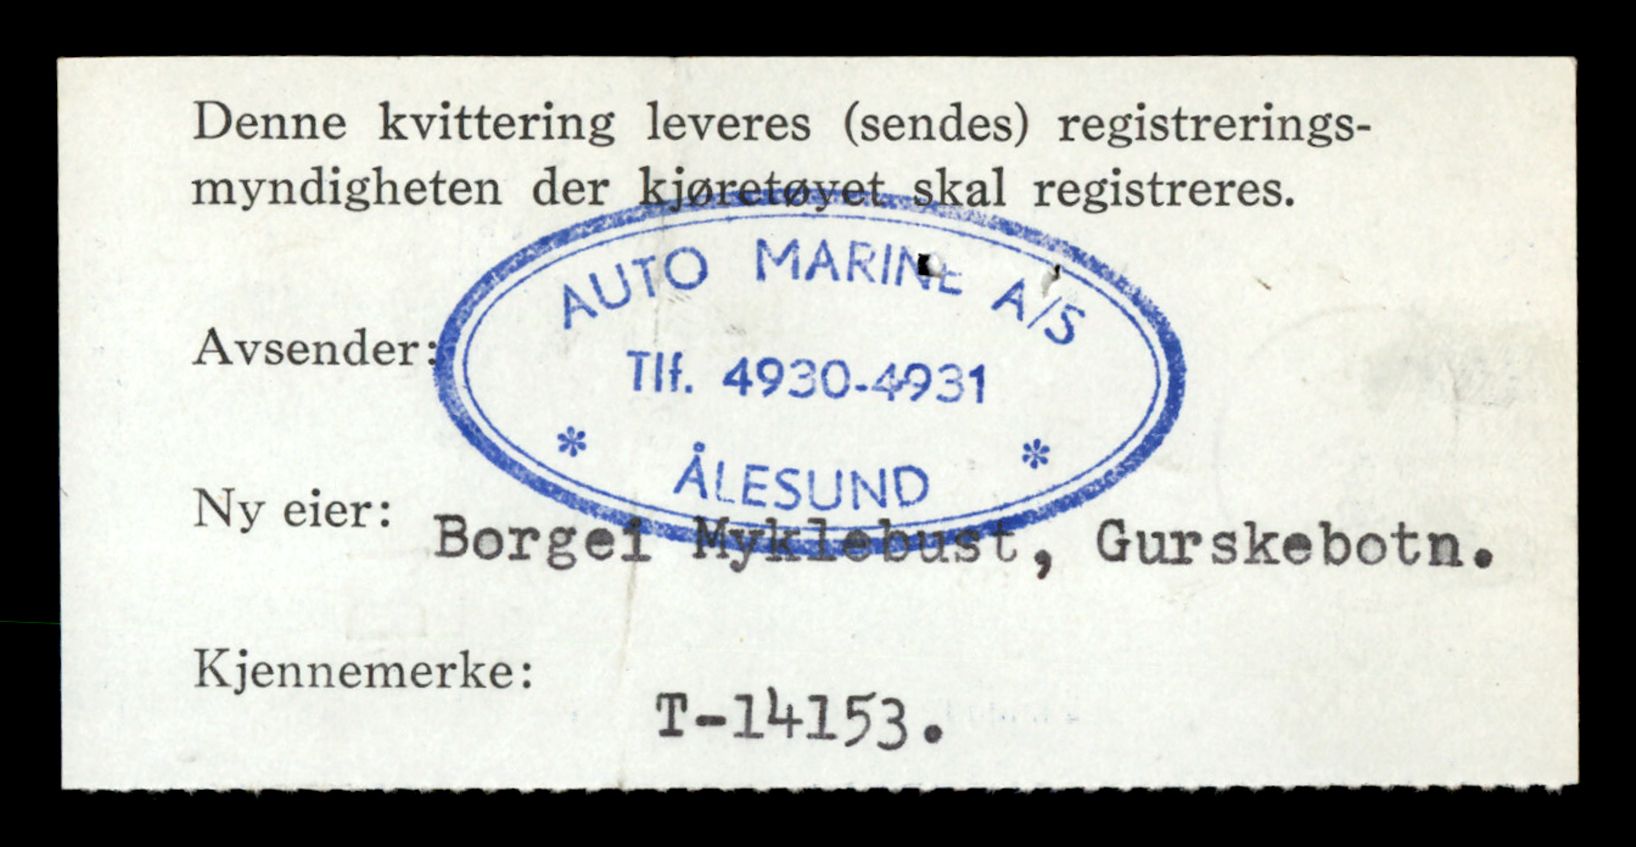 Denne kvittering leveres (sendes) registrerings-
myndigheten der kjøretøyet skal registreres.
AUTO MARINE A/S
Avsender:
Tlf. 4930-4931
* ÅLESUND *
Ny eier:
Borgei Myklebust, Gurskebotn.
Kjennemerke:
T-14153.